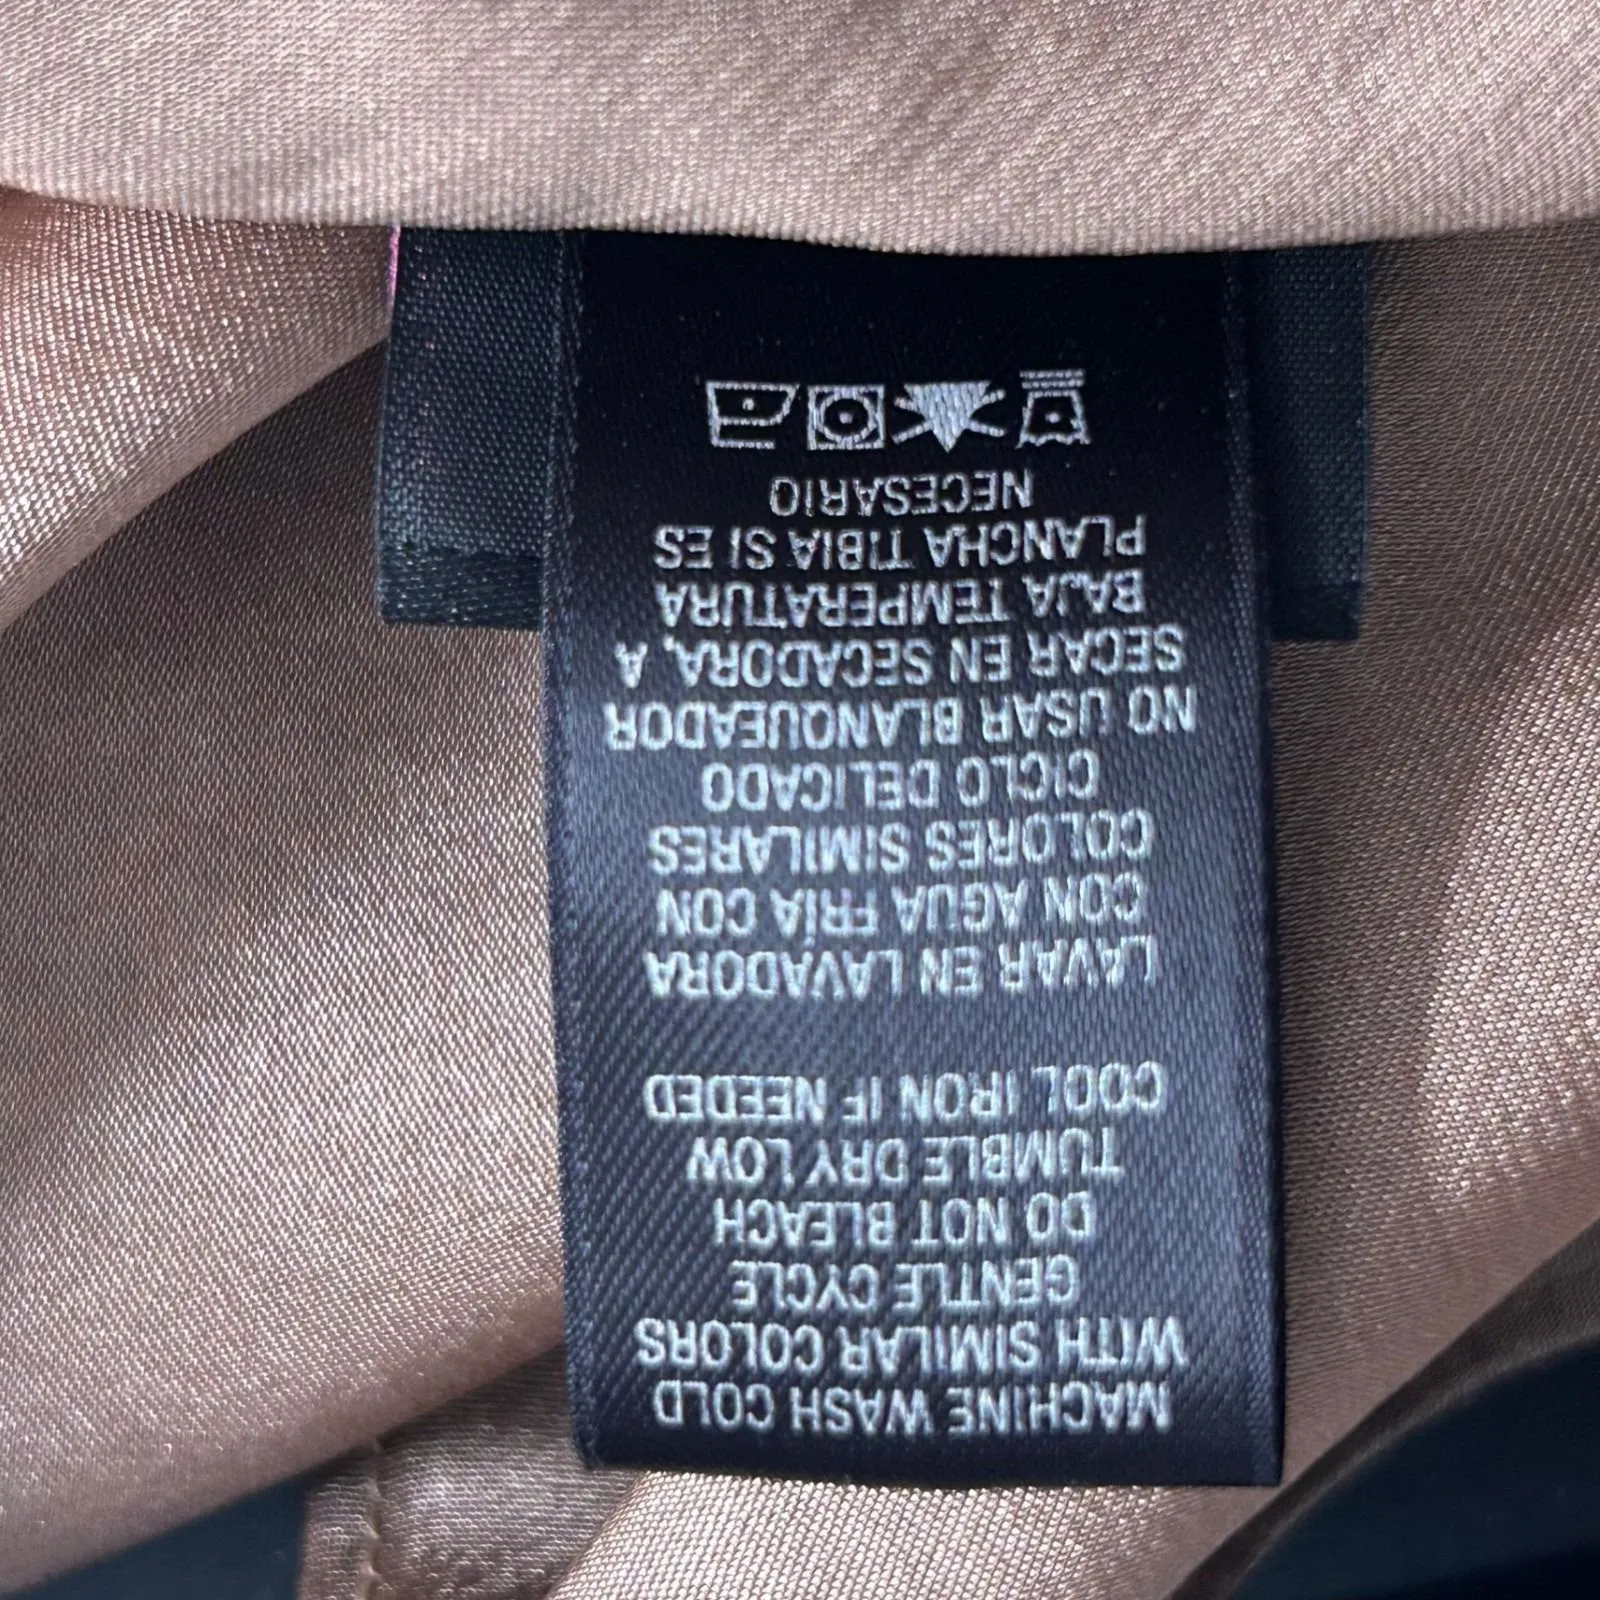 MACHINE WASH COLD
WITH SIMILAR COLORS
GENTLE CYCLE
DO NOT BLEACH
TUMBLE DRY LOW
COOL IRON IF NEEDED
LAVAR EN LAVADORA
CON AGUA FRÍA CON
COLORES SIMILARES
CICLO DELICADO
NO USAR BLANQUEADOR
SECAR EN SECADORA, A
BAJA TEMPERATURA
PLANCHA TIBIA SI ES
NECESARIO